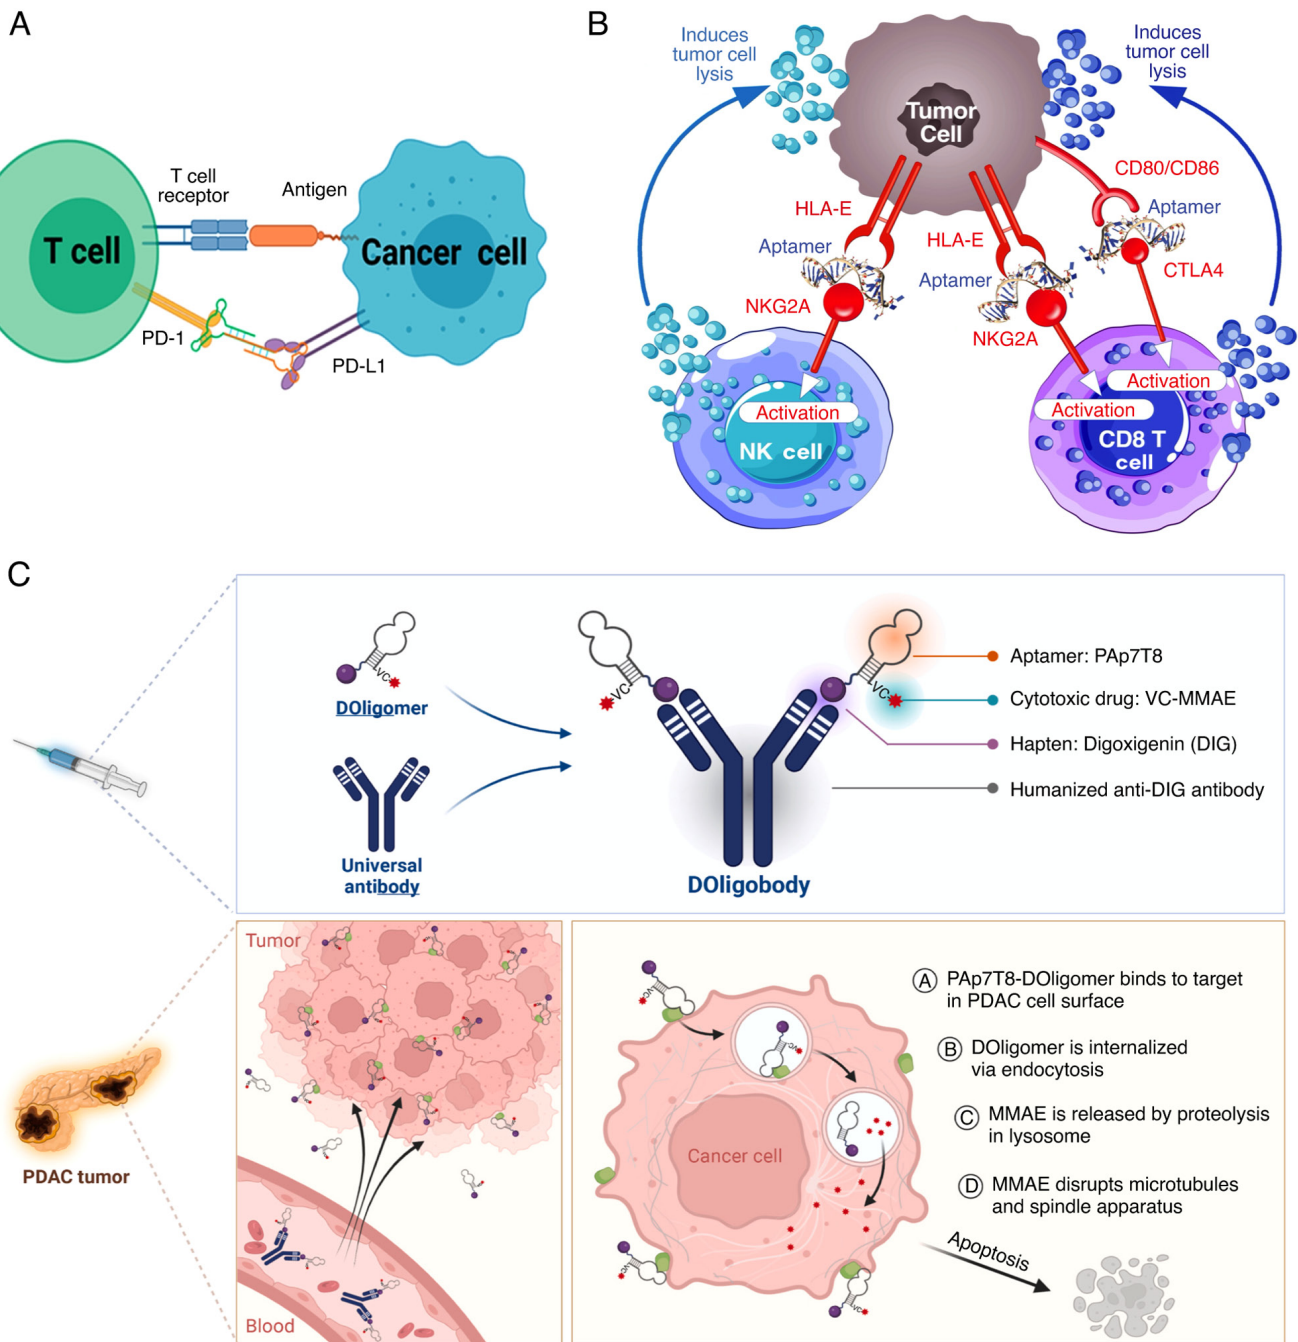 A
T cell
receptor
Antigen
T cell
Cancer cell
PD-1
PD-L1
B
Induces
tumor cell
lysis
Induces
tumor cell
lysis
Tumor
Cell
CD80/CD86
HLA-E
Aptamer
Aptamer
HLA-E
Aptamer
CTLA4
NKG2A
NKG2A
Activation
Activation
Activation
NK cell
CD8 T
cell
C
VC
DOligomer
Universal
antibody
VC
VC
DOligobody
Aptamer: PAp7T8
Cytotoxic drug: VC-MMAE
Hapten: Digoxigenin (DIG)
Humanized anti-DIG antibody
PDAC tumor
Tumor
Blood
VC
VC
Cancer cell
VC
VC
A PAp7T8-DOligomer binds to target
in PDAC cell surface
B DOligomer is internalized
via endocytosis
C MMAE is released by proteolysis
in lysosome
D MMAE disrupts microtubules
and spindle apparatus
Apoptosis